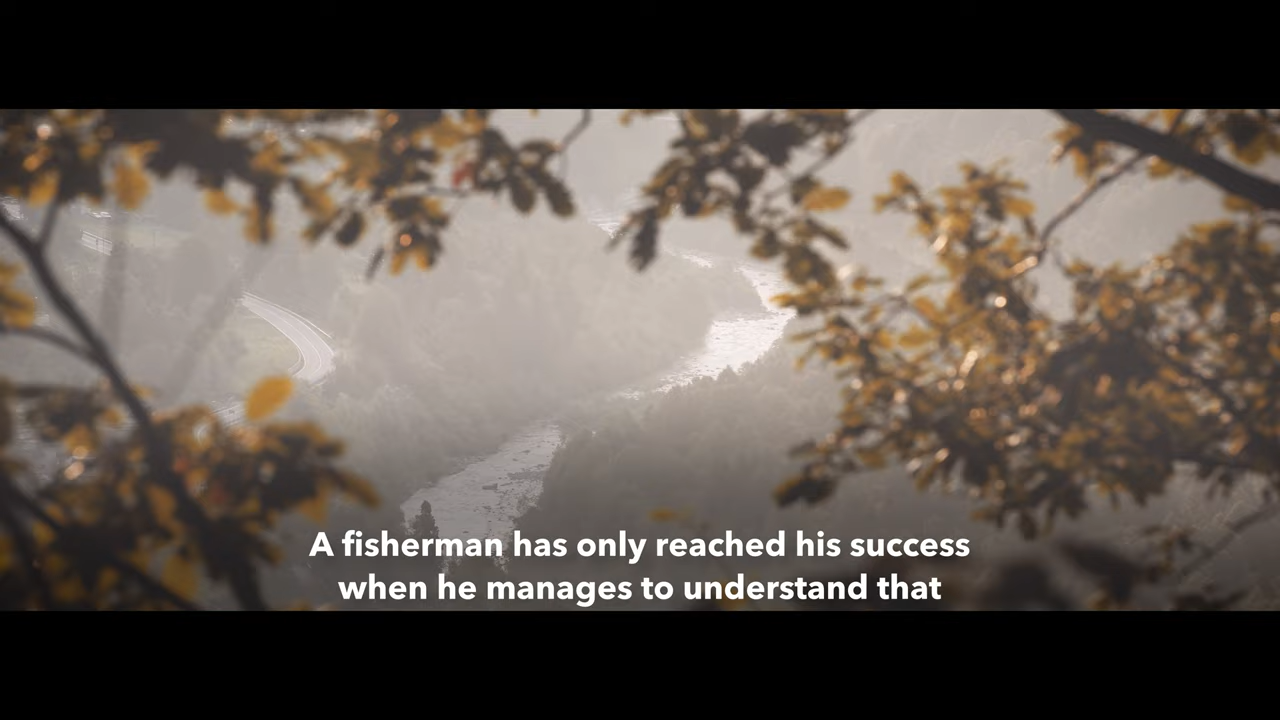 A fisherman has only reached his success
when he manages to understand that